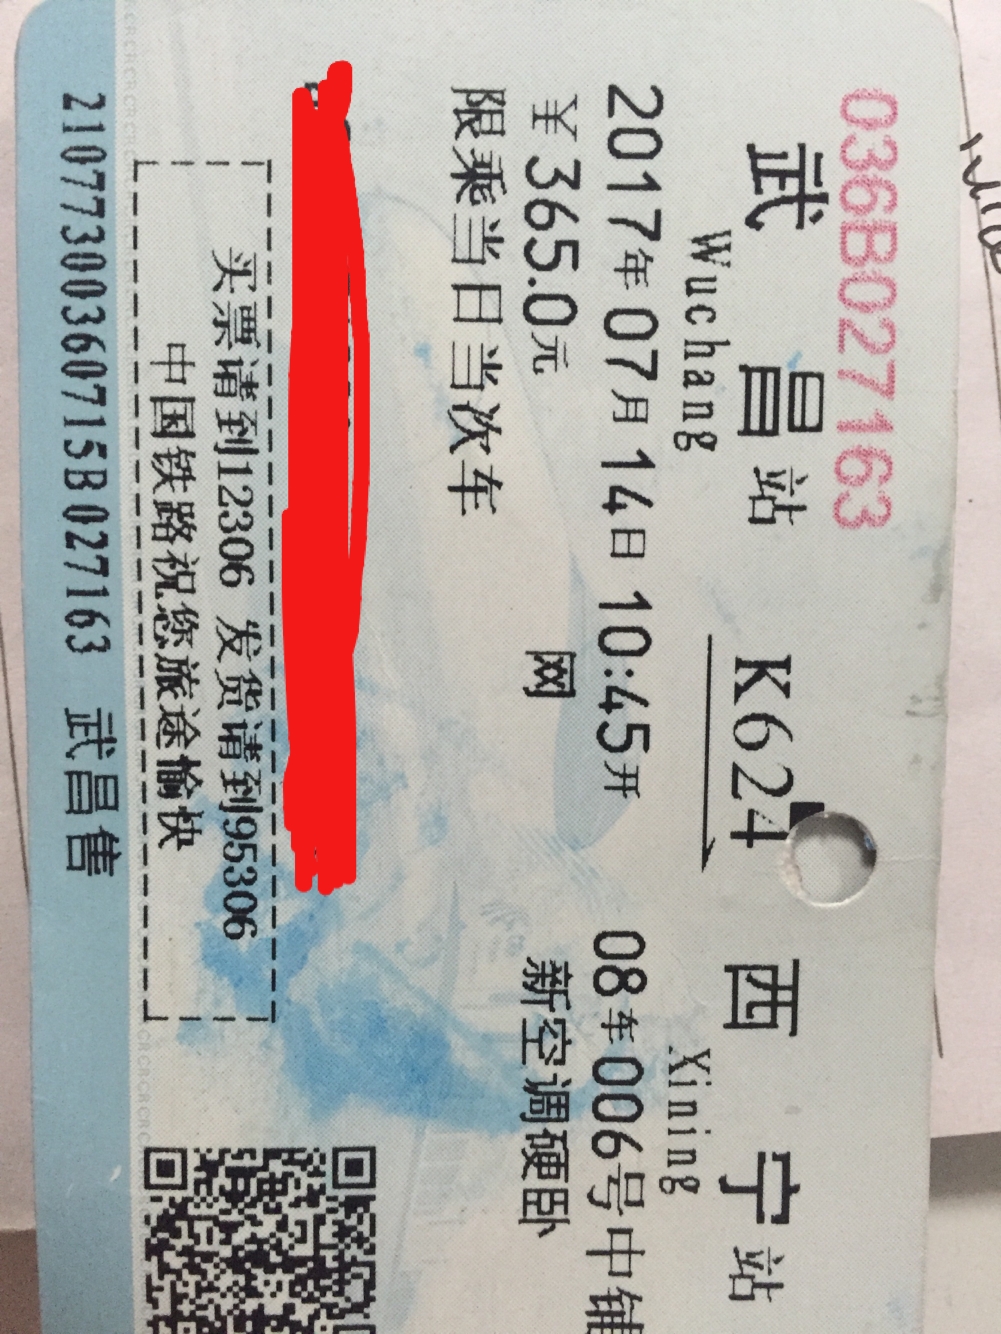 036B027163
武昌站 K624 西宁站
Wuchang Xining
2017年07月14日 10:45开 08车006号中铺
￥365.0元 网 新空调硬卧
限乘当日当次车
买票请到12306 发货请到95306
中国铁路祝您旅途愉快
21077300360715B027163 武昌售